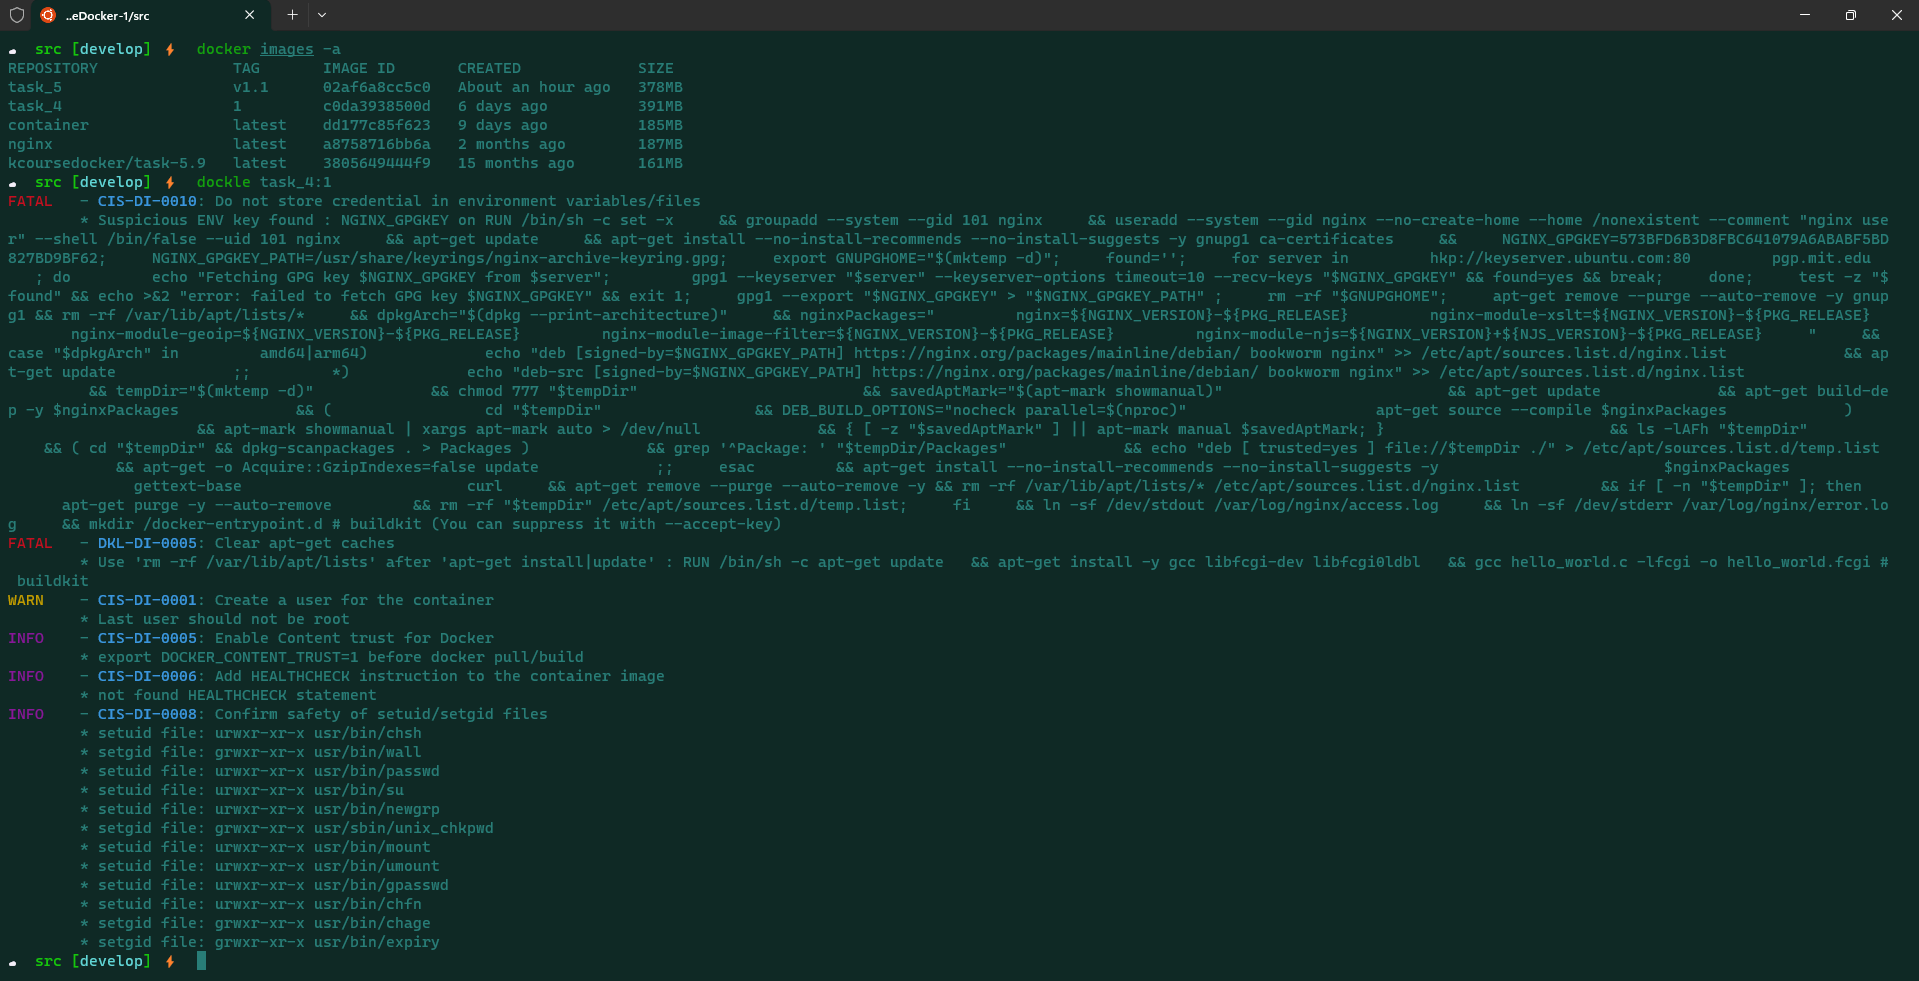 ..eDocker-1/src
src [develop] ⚡ docker images -a
REPOSITORY TAG IMAGE ID CREATED SIZE
task_5 v1.1 02af6a8cc5c0 About an hour ago 378MB
task_4 1 c0da3938500d 6 days ago 391MB
container latest dd177c85f623 9 days ago 185MB
nginx latest a8758716bb6a 2 months ago 187MB
kcoursedocker/task-5.9 latest 3805649444f9 15 months ago 161MB
src [develop] ⚡ dockle task_4:1
FATAL - CIS-DI-0010: Do not store credential in environment variables/files
* Suspicious ENV key found : NGINX_GPGKEY on RUN /bin/sh -c set -x && groupadd --system --gid 101 nginx && useradd --system --gid nginx --no-create-home --home /nonexistent --comment "nginx use
r" --shell /bin/false --uid 101 nginx && apt-get update && apt-get install --no-install-recommends --no-install-suggests -y gnupg1 ca-certificates && NGINX_GPGKEY=573BFD6B3D8FBC641079A6ABABF5BD
827BD9BF62; NGINX_GPGKEY_PATH=/usr/share/keyrings/nginx-archive-keyring.gpg; export GNUPGHOME="$(mktemp -d)"; found=''; for server in hkp://keyserver.ubuntu.com:80 pgp.mit.edu
; do echo "Fetching GPG key $NGINX_GPGKEY from $server"; gpg1 --keyserver "$server" --keyserver-options timeout=10 --recv-keys "$NGINX_GPGKEY" && found=yes && break; done; test -z "$
found" && echo >&2 "error: failed to fetch GPG key $NGINX_GPGKEY" && exit 1; gpg1 --export "$NGINX_GPGKEY" > "$NGINX_GPGKEY_PATH" ; rm -rf "$GNUPGHOME"; apt-get remove --purge --auto-remove -y gnup
g1 && rm -rf /var/lib/apt/lists/* && dpkgArch="$(dpkg --print-architecture)" && nginxPackages=" nginx=${NGINX_VERSION}-${PKG_RELEASE} nginx-module-xslt=${NGINX_VERSION}-${PKG_RELEASE}
nginx-module-geoip=${NGINX_VERSION}-${PKG_RELEASE} nginx-module-image-filter=${NGINX_VERSION}-${PKG_RELEASE} nginx-module-njs=${NGINX_VERSION}+${NJS_VERSION}-${PKG_RELEASE} " &&
case "$dpkgArch" in amd64|arm64) echo "deb [signed-by=$NGINX_GPGKEY_PATH] https://nginx.org/packages/mainline/debian/ bookworm nginx" >> /etc/apt/sources.list.d/nginx.list && ap
t-get update ;; *) echo "deb-src [signed-by=$NGINX_GPGKEY_PATH] https://nginx.org/packages/mainline/debian/ bookworm nginx" >> /etc/apt/sources.list.d/nginx.list
&& tempDir="$(mktemp -d)" && chmod 777 "$tempDir" && savedAptMark="$(apt-mark showmanual)" && apt-get update && apt-get build-de
p -y $nginxPackages && ( cd "$tempDir" && DEB_BUILD_OPTIONS="nocheck parallel=$(nproc)" apt-get source --compile $nginxPackages )
&& apt-mark showmanual | xargs apt-mark auto > /dev/null && { [ -z "$savedAptMark" ] || apt-mark manual $savedAptMark; } && ls -lAFh "$tempDir"
&& ( cd "$tempDir" && dpkg-scanpackages . > Packages ) && grep '^Package: ' "$tempDir/Packages" && echo "deb [ trusted=yes ] file://$tempDir ./" > /etc/apt/sources.list.d/temp.list
&& apt-get -o Acquire::GzipIndexes=false update ;; esac && apt-get install --no-install-recommends --no-install-suggests -y $nginxPackages
gettext-base curl && apt-get remove --purge --auto-remove -y && rm -rf /var/lib/apt/lists/* /etc/apt/sources.list.d/nginx.list && if [ -n "$tempDir" ]; then
apt-get purge -y --auto-remove && rm -rf "$tempDir" /etc/apt/sources.list.d/temp.list; fi && ln -sf /dev/stdout /var/log/nginx/access.log && ln -sf /dev/stderr /var/log/nginx/error.lo
g && mkdir /docker-entrypoint.d # buildkit (You can suppress it with --accept-key)
FATAL - DKL-DI-0005: Clear apt-get caches
* Use 'rm -rf /var/lib/apt/lists' after 'apt-get install|update' : RUN /bin/sh -c apt-get update && apt-get install -y gcc libfcgi-dev libfcgi0ldbl && gcc hello_world.c -lfcgi -o hello_world.fcgi #
buildkit
WARN - CIS-DI-0001: Create a user for the container
* Last user should not be root
INFO - CIS-DI-0005: Enable Content trust for Docker
* export DOCKER_CONTENT_TRUST=1 before docker pull/build
INFO - CIS-DI-0006: Add HEALTHCHECK instruction to the container image
* not found HEALTHCHECK statement
INFO - CIS-DI-0008: Confirm safety of setuid/setgid files
* setuid file: urwxr-xr-x usr/bin/chsh
* setgid file: grwxr-xr-x usr/bin/wall
* setuid file: urwxr-xr-x usr/bin/passwd
* setuid file: urwxr-xr-x usr/bin/su
* setuid file: urwxr-xr-x usr/bin/newgrp
* setgid file: grwxr-xr-x usr/sbin/unix_chkpwd
* setuid file: urwxr-xr-x usr/bin/mount
* setuid file: urwxr-xr-x usr/bin/umount
* setuid file: urwxr-xr-x usr/bin/gpasswd
* setuid file: urwxr-xr-x usr/bin/chfn
* setgid file: grwxr-xr-x usr/bin/chage
* setgid file: grwxr-xr-x usr/bin/expiry
src [develop] ⚡